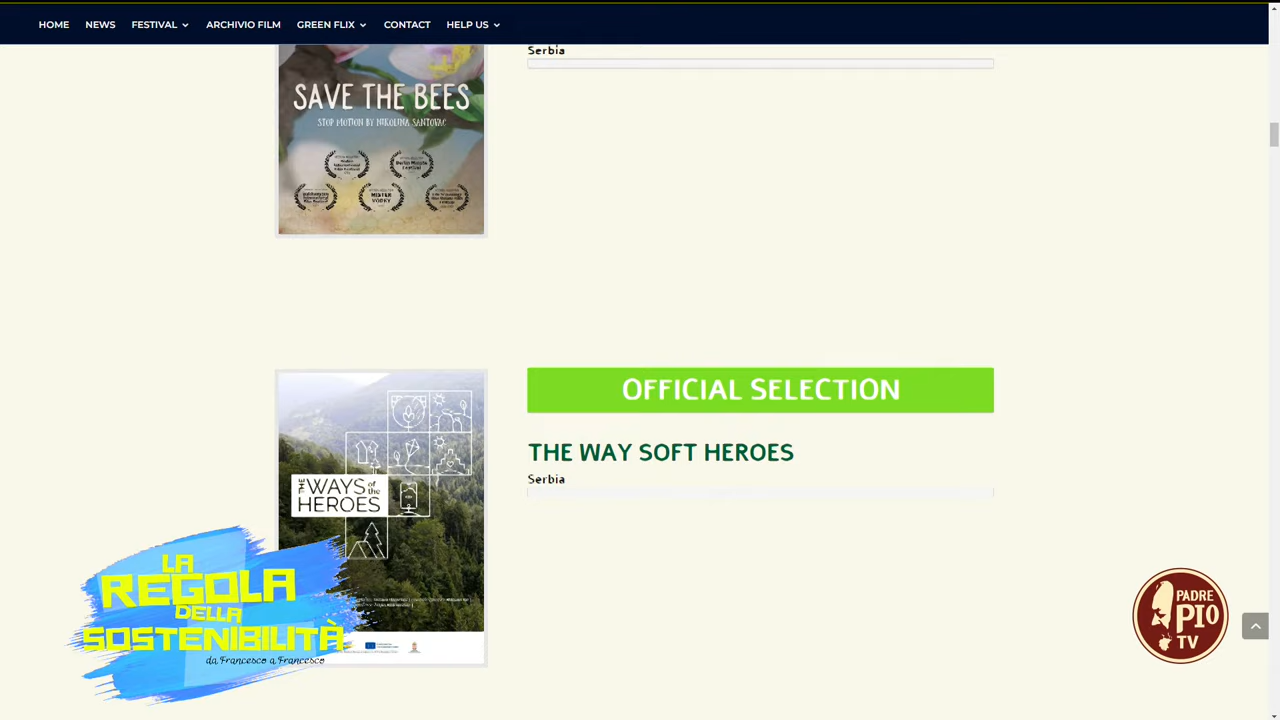 HOME NEWS FESTIVAL ARCHIVIO FILM GREEN FLIX CONTACT HELP US
Serbia
SAVE THE BEES
STOP MOTION BY NIKOLINA SANTOVAC
MISTER
VORKY
OFFICIAL SELECTION
THE WAY SOFT HEROES
Serbia
THE WAYS of the
HEROES
LA
REGOLA
DELLA
SOSTENIBILITÀ
da Francesco a Francesco
PADRE
PIO
TV